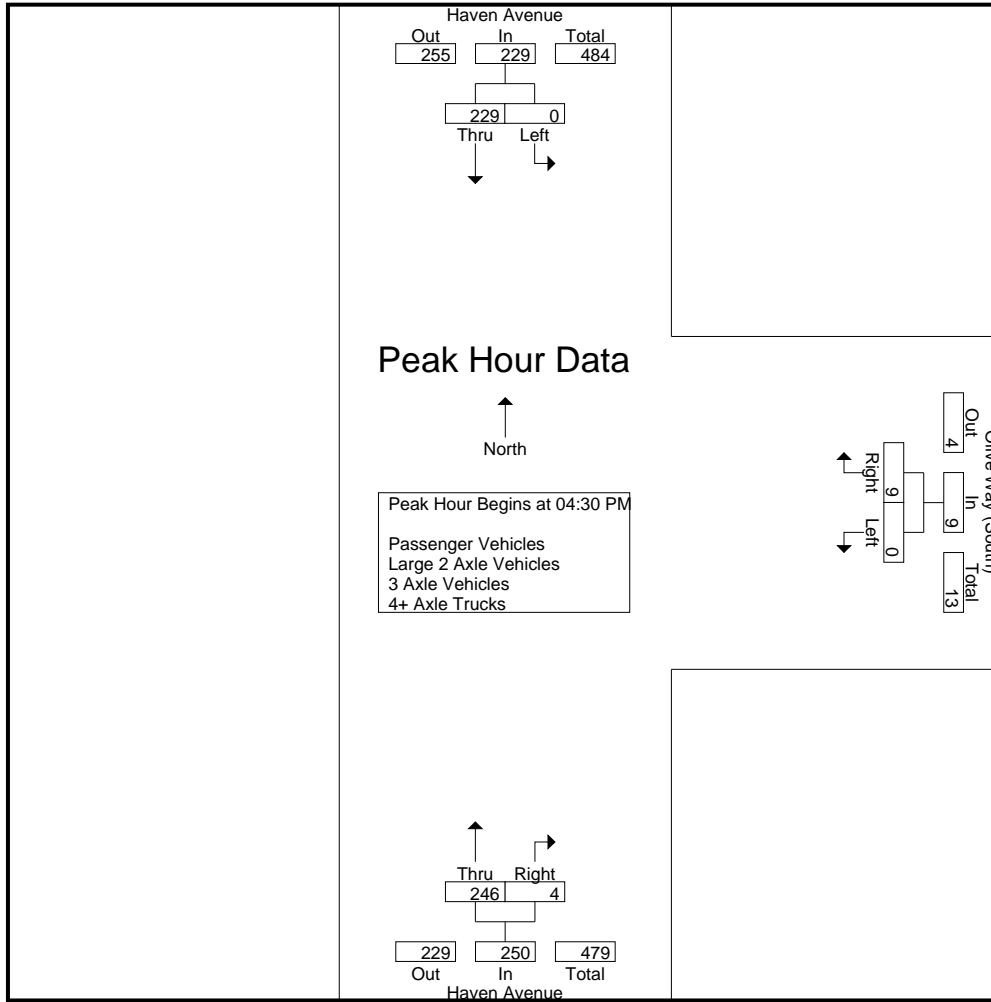 Haven Avenue
Out In Total
255 229 484
229 0
Thru Left
Peak Hour Data
North
Peak Hour Begins at 04:30 PM
Passenger Vehicles
Large 2 Axle Vehicles
3 Axle Vehicles
4+ Axle Trucks
Way (South)
Out In Total
4 9 13
9 0
Right Left
Thru Right
246 4
229 250 479
Out In Total
Haven Avenue